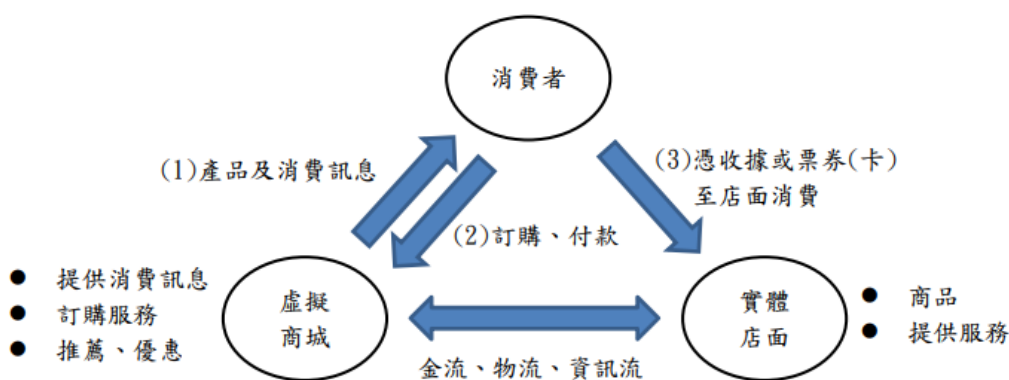 消費者
(1)產品及消費訊息
(3)憑收據或票券(卡)
至店面消費
(2)訂購、付款
● 提供消費訊息
● 訂購服務
● 推薦、優惠
虛擬
商城
實體
店面
● 商品
● 提供服務
金流、物流、資訊流